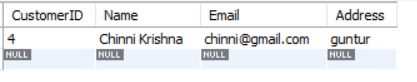 CustomerID Name Email Address
4 Chinni Krishna chinni@gmail.com guntur
NULL NULL NULL NULL